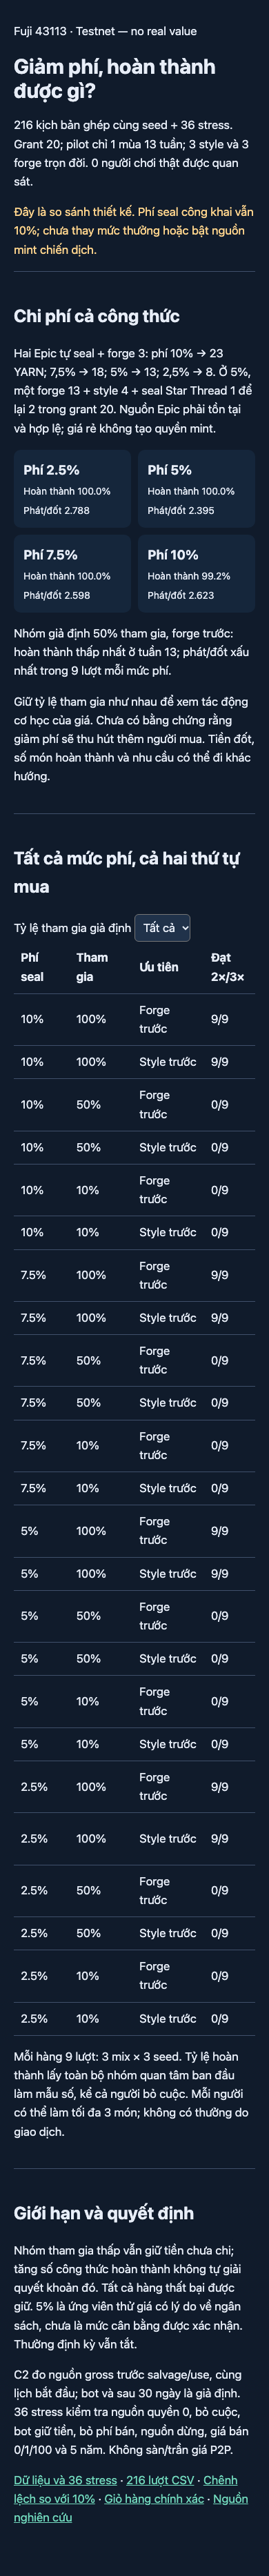 Fuji 43113 · Testnet — no real value
Giảm phí, hoàn thành
được gì?
216 kịch bản ghép cùng seed + 36 stress.
Grant 20; pilot chỉ 1 mùa 13 tuần; 3 style và 3
forge trọn đời. 0 người chơi thật được quan
sát.
Đây là so sánh thiết kế. Phí seal công khai vẫn
10%; chưa thay mức thưởng hoặc bật nguồn
mint chiến dịch.
Chi phí cả công thức
Hai Epic tự seal + forge 3: phí 10% → 23
YARN; 7,5% → 18; 5% → 13; 2,5% → 8. Ở 5%,
một forge 13 + style 4 + seal Star Thread 1 để
lại 2 trong grant 20. Nguồn Epic phải tồn tại
và hợp lệ; giá rẻ không tạo quyền mint.
Phí 2.5%
Hoàn thành 100.0%
Phát/đốt 2.788
Phí 5%
Hoàn thành 100.0%
Phát/đốt 2.395
Phí 7.5%
Hoàn thành 100.0%
Phát/đốt 2.598
Phí 10%
Hoàn thành 99.2%
Phát/đốt 2.623
Nhóm giả định 50% tham gia, forge trước:
hoàn thành thấp nhất ở tuần 13; phát/đốt xấu
nhất trong 9 lượt mỗi mức phí.
Giữ tỷ lệ tham gia như nhau để xem tác động
cơ học của giá. Chưa có bằng chứng rằng
giảm phí sẽ thu hút thêm người mua. Tiền đốt,
số món hoàn thành và nhu cầu có thể đi khác
hướng.
Tất cả mức phí, cả hai thứ tự
mua
Tỷ lệ tham gia giả định Tất cả
Phí seal Tham gia Ưu tiên Đạt 2×/3×
10% 100% Forge trước 9/9
10% 100% Style trước 9/9
10% 50% Forge trước 0/9
10% 50% Style trước 0/9
10% 10% Forge trước 0/9
10% 10% Style trước 0/9
7.5% 100% Forge trước 9/9
7.5% 100% Style trước 9/9
7.5% 50% Forge trước 0/9
7.5% 50% Style trước 0/9
7.5% 10% Forge trước 0/9
7.5% 10% Style trước 0/9
5% 100% Forge trước 9/9
5% 100% Style trước 9/9
5% 50% Forge trước 0/9
5% 50% Style trước 0/9
5% 10% Forge trước 0/9
5% 10% Style trước 0/9
2.5% 100% Forge trước 9/9
2.5% 100% Style trước 9/9
2.5% 50% Forge trước 0/9
2.5% 50% Style trước 0/9
2.5% 10% Forge trước 0/9
2.5% 10% Style trước 0/9
Mỗi hàng 9 lượt: 3 mix × 3 seed. Tỷ lệ hoàn
thành lấy toàn bộ nhóm quan tâm ban đầu
làm mẫu số, kể cả người bỏ cuộc. Mỗi người
có thể làm tối đa 3 món; không có thưởng do
giao dịch.
Giới hạn và quyết định
Nhóm tham gia thấp vẫn giữ tiền chưa chi;
tăng số công thức hoàn thành không tự giải
quyết khoản đó. Tất cả hàng thất bại được
giữ. 5% là ứng viên thử giá có lý do về ngân
sách, chưa là mức cân bằng được xác nhận.
Thưởng định kỳ vẫn tắt.
C2 đo nguồn gross trước salvage/use, cùng
lịch bắt đầu; bot và sau 30 ngày là giả định.
36 stress kiểm tra nguồn quyền 0, bỏ cuộc,
bot giữ tiền, bỏ phí bán, nguồn dừng, giá bán
0/1/100 và 5 năm. Không sàn/trần giá P2P.
Dữ liệu và 36 stress · 216 lượt CSV · Chênh
lệch so với 10% · Giỏ hàng chính xác · Nguồn
nghiên cứu